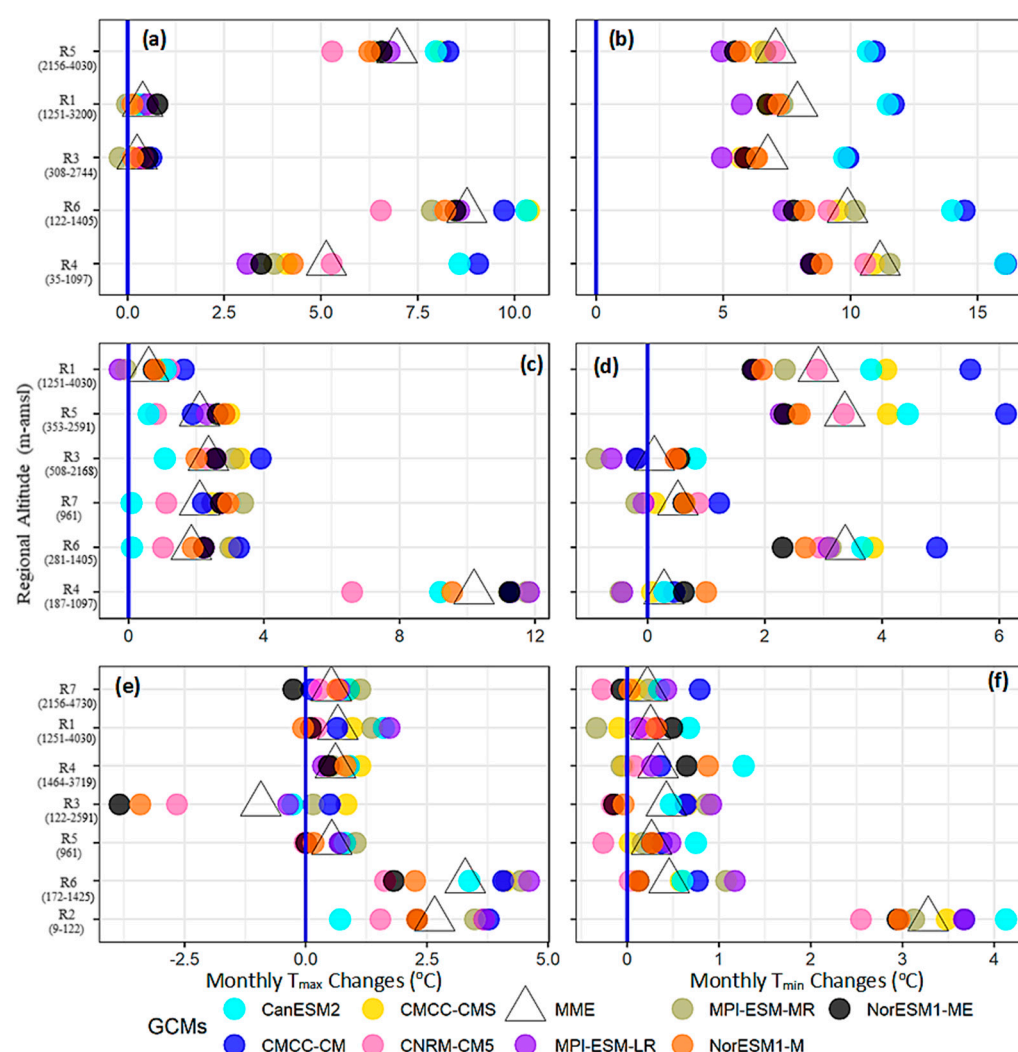 (a)
R5
(2156-4030)
R1
(1251-3200)
R3
(308-2744)
R6
(122-1405)
R4
(35-1097)
0.0 2.5 5.0 7.5 10.0
(b)
0 5 10 15
(c)
R1
(1251-4030)
R5
(353-2591)
R3
(508-2168)
R7
(961)
R6
(281-1405)
R4
(187-1097)
0 4 8 12
(d)
0 2 4 6
Regional Altitude (m-amsl)
(e)
R7
(2156-4730)
R1
(1251-4030)
R4
(1464-3719)
R3
(122-2591)
R5
(961)
R6
(172-1425)
R2
(9-122)
-2.5 0.0 2.5 5.0
(f)
0 1 2 3 4
Monthly Tmax Changes (°C)
Monthly Tmin Changes (°C)
GCMs
CanESM2 CMCC-CMS MME MPI-ESM-MR NorESM1-ME
CMCC-CM CNRM-CM5 MPI-ESM-LR NorESM1-M